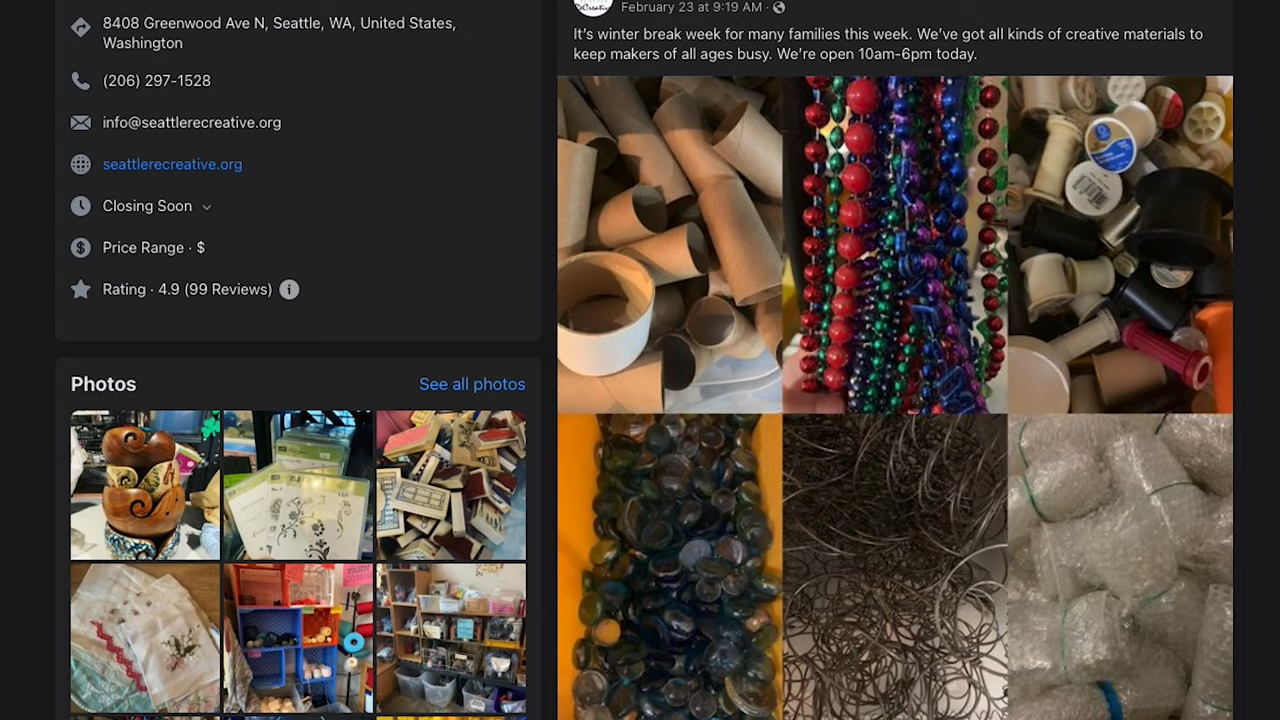 8408 Greenwood Ave N, Seattle, WA, United States,
Washington
(206) 297-1528
info@seattlerecreative.org
seattlerecreative.org
Closing Soon
Price Range · $
Rating · 4.9 (99 Reviews)
Photos
See all photos
February 23 at 9:19 AM ·
It's winter break week for many families this week. We've got all kinds of creative materials to
keep makers of all ages busy. We're open 10am-6pm today.